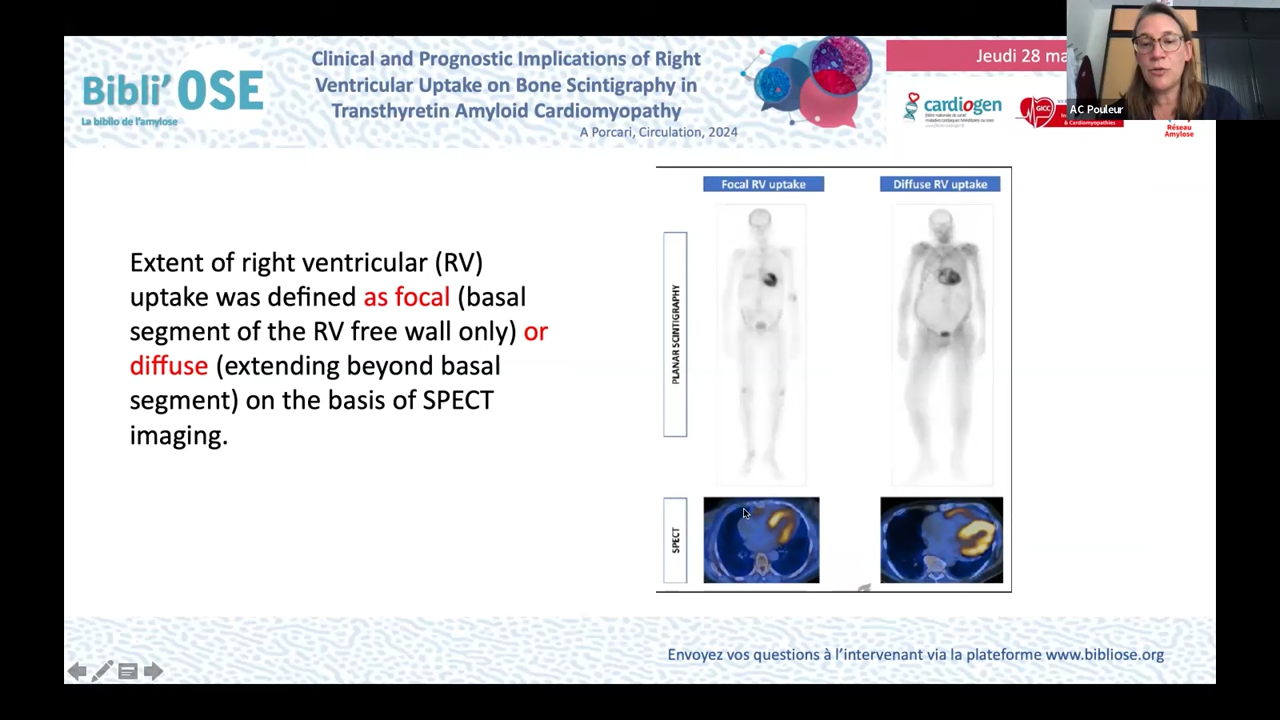 Bibli'OSE
La biblio de l'amylose
Clinical and Prognostic Implications of Right
Ventricular Uptake on Bone Scintigraphy in
Transthyretin Amyloid Cardiomyopathy
A Porcari, Circulation, 2024
Jeudi 28 ma
cardiogen
GICC
& Cardiomyopathies
Réseau
Amylose
AC Pouleur
Extent of right ventricular (RV)
uptake was defined as focal (basal
segment of the RV free wall only) or
diffuse (extending beyond basal
segment) on the basis of SPECT
imaging.
Focal RV uptake
Diffuse RV uptake
PLANAR SCINTIGRAPHY
SPECT
Envoyez vos questions à l'intervenant via la plateforme www.bibliose.org